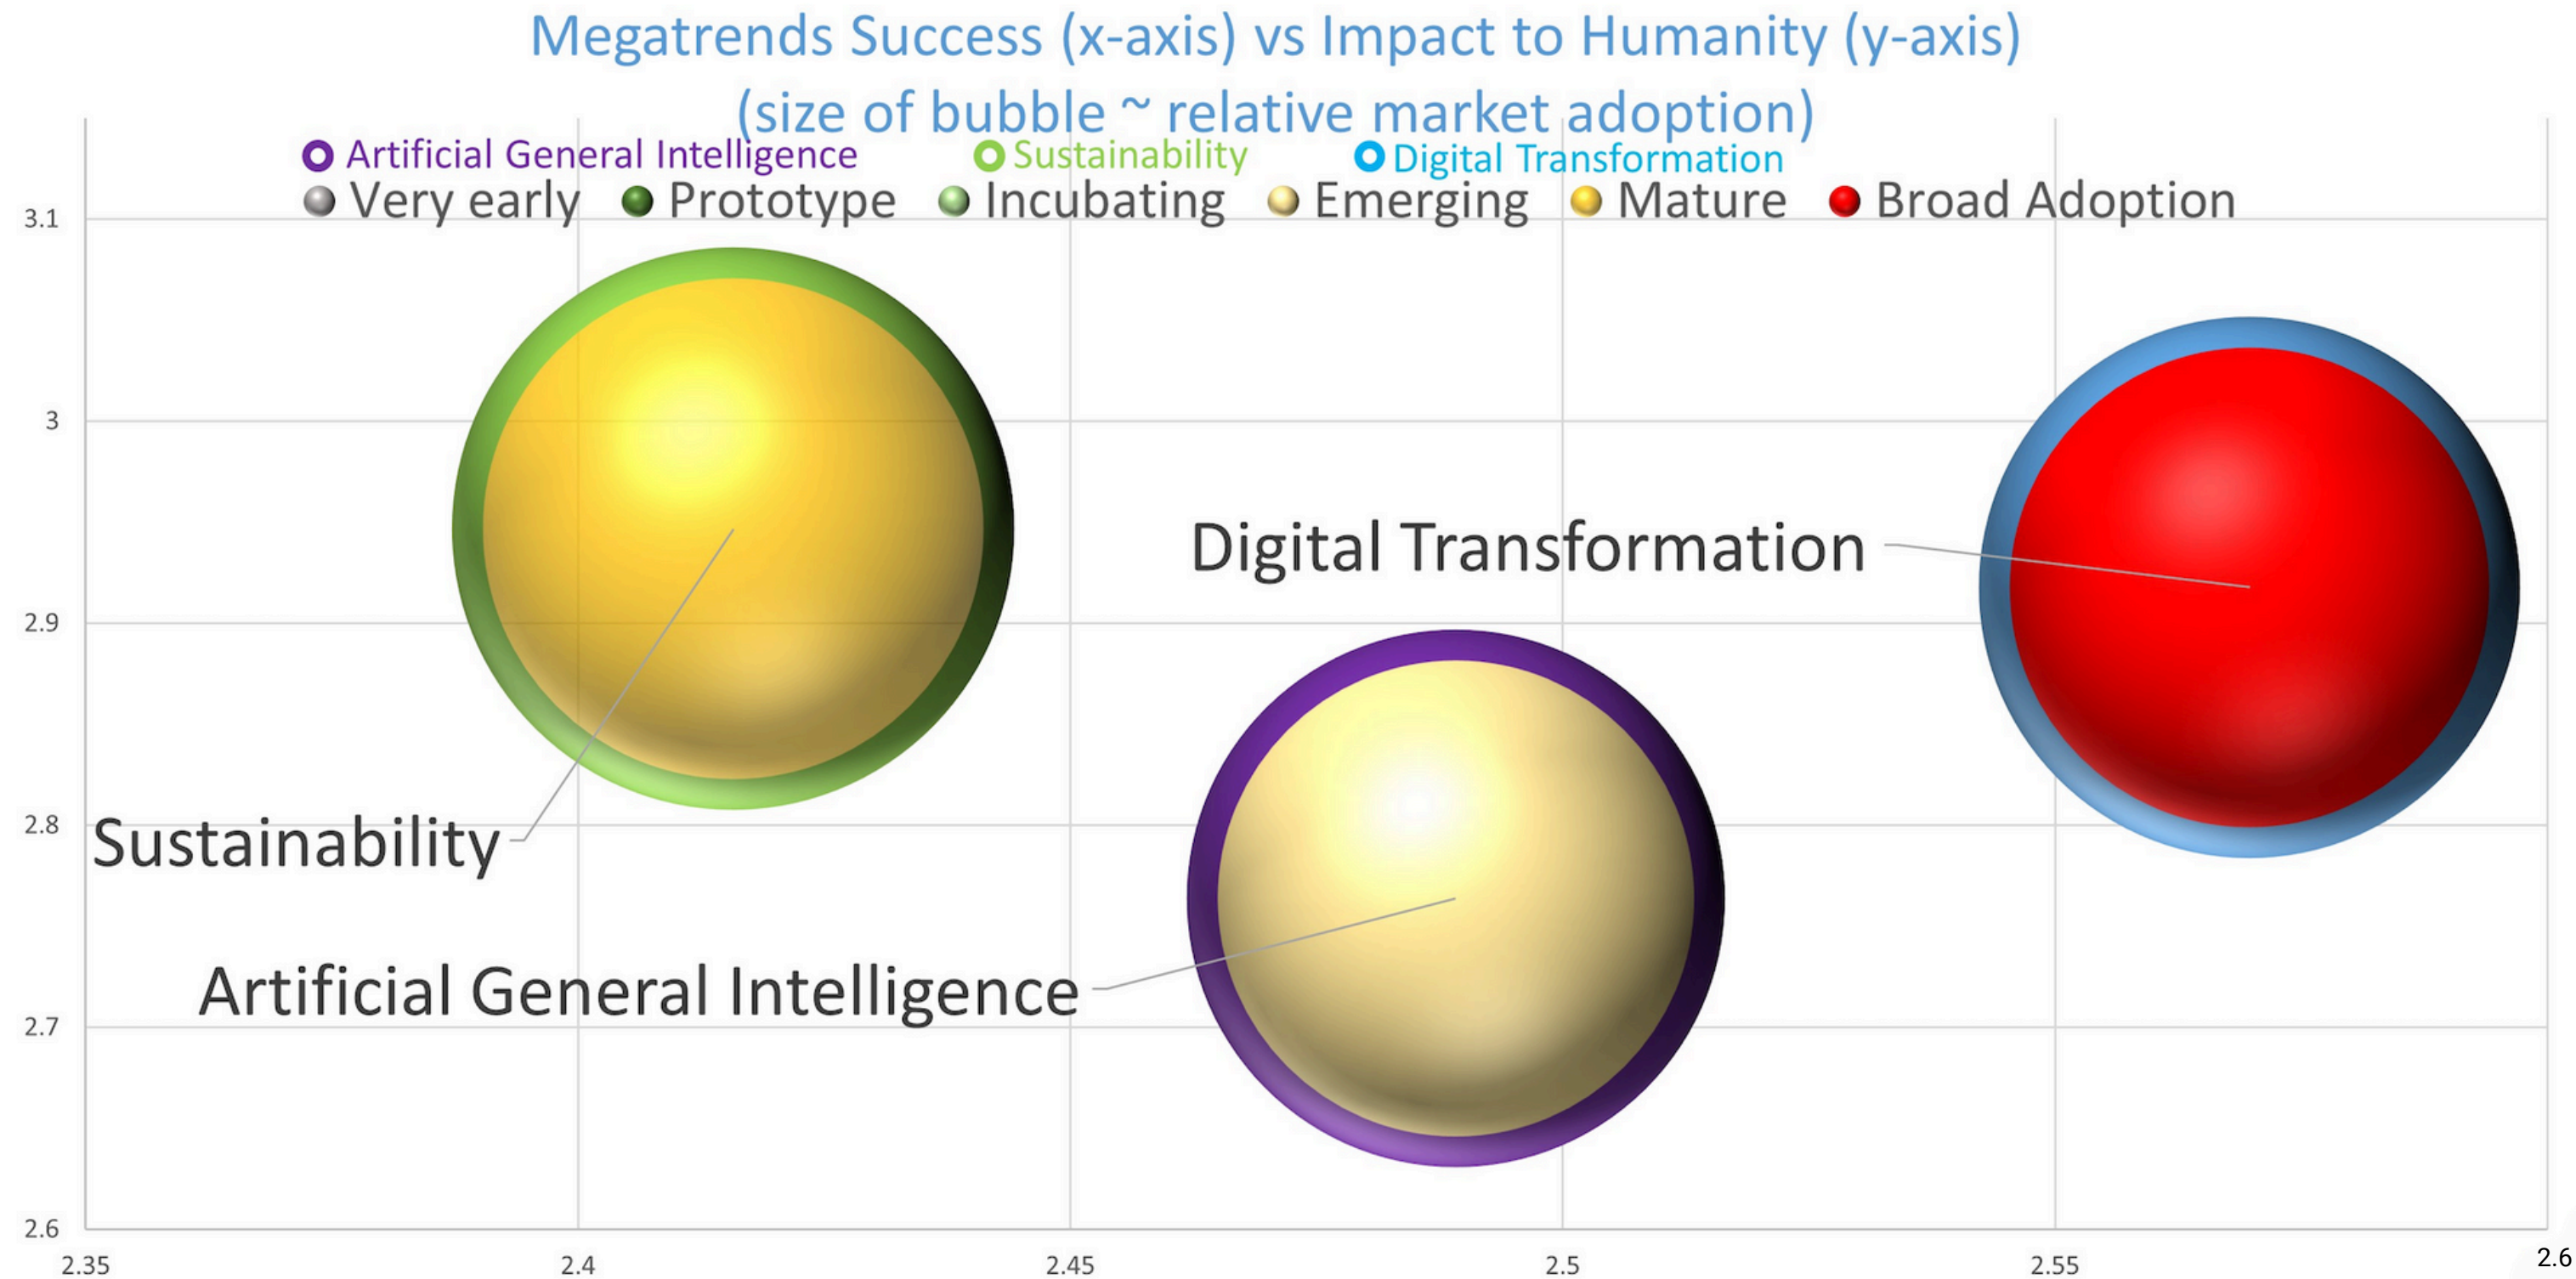 Megatrends Success (x-axis) vs Impact to Humanity (y-axis)
(size of bubble ~ relative market adoption)
Artificial General Intelligence Sustainability Digital Transformation
Very early Prototype Incubating Emerging Mature Broad Adoption
3.1
3
Digital Transformation
2.9
2.8
Sustainability
Artificial General Intelligence
2.7
2.6
2.35 2.4 2.45 2.5 2.55 2.6